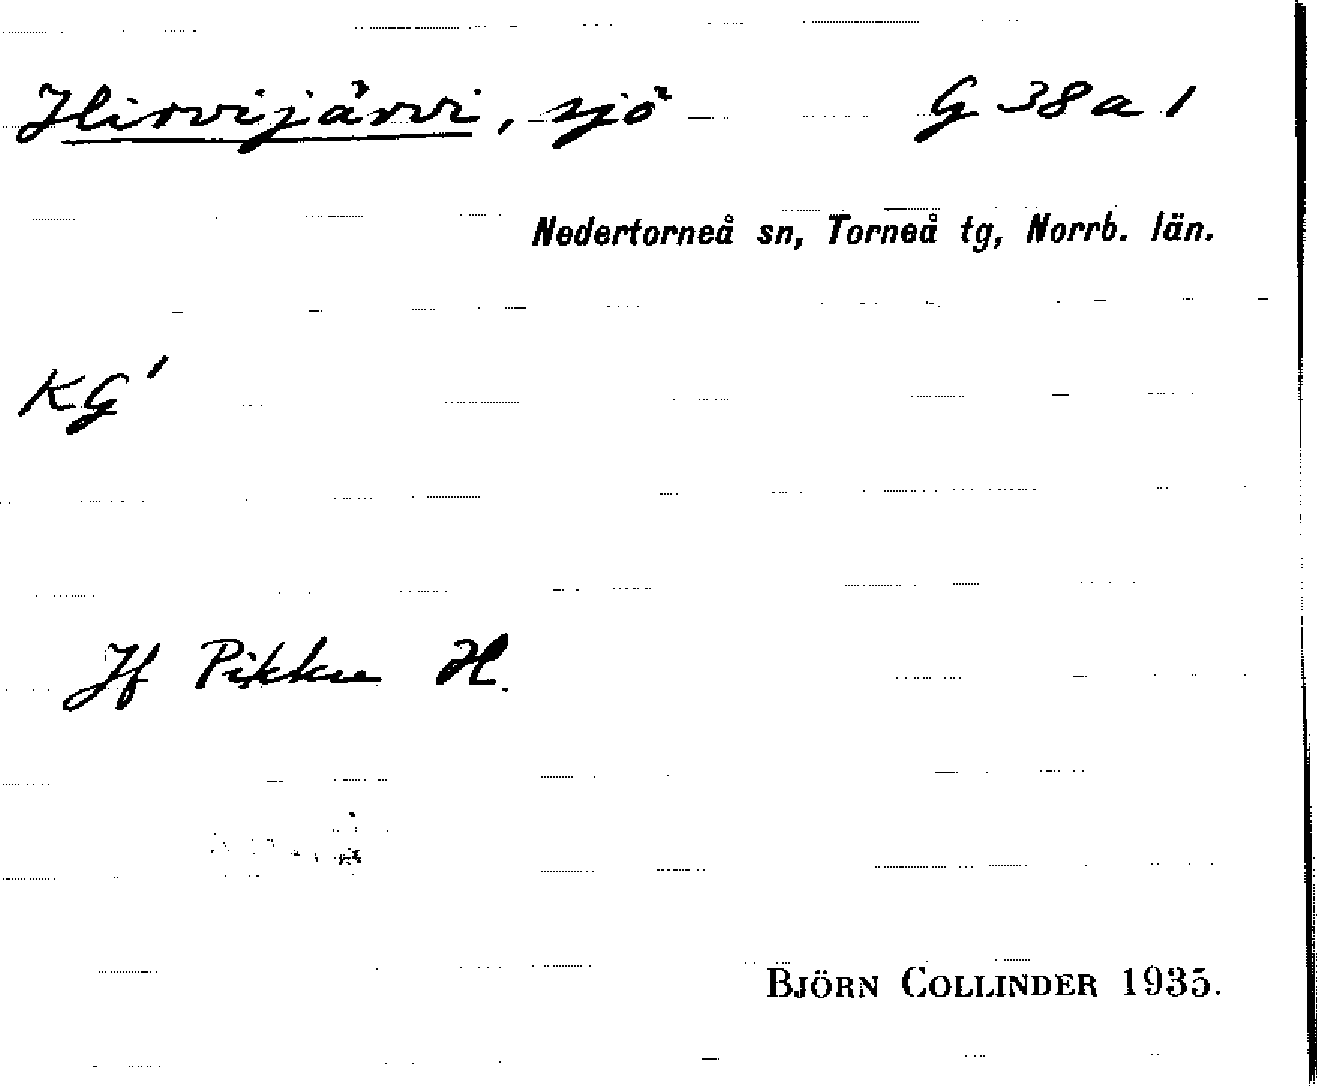 Hirvijärvi, sjö G 38 a 1
Nedertorneå sn, Torneå tg, Norrb. län.
KG'
Jf Pikku H.
BJÖRN COLLINDER 1935.